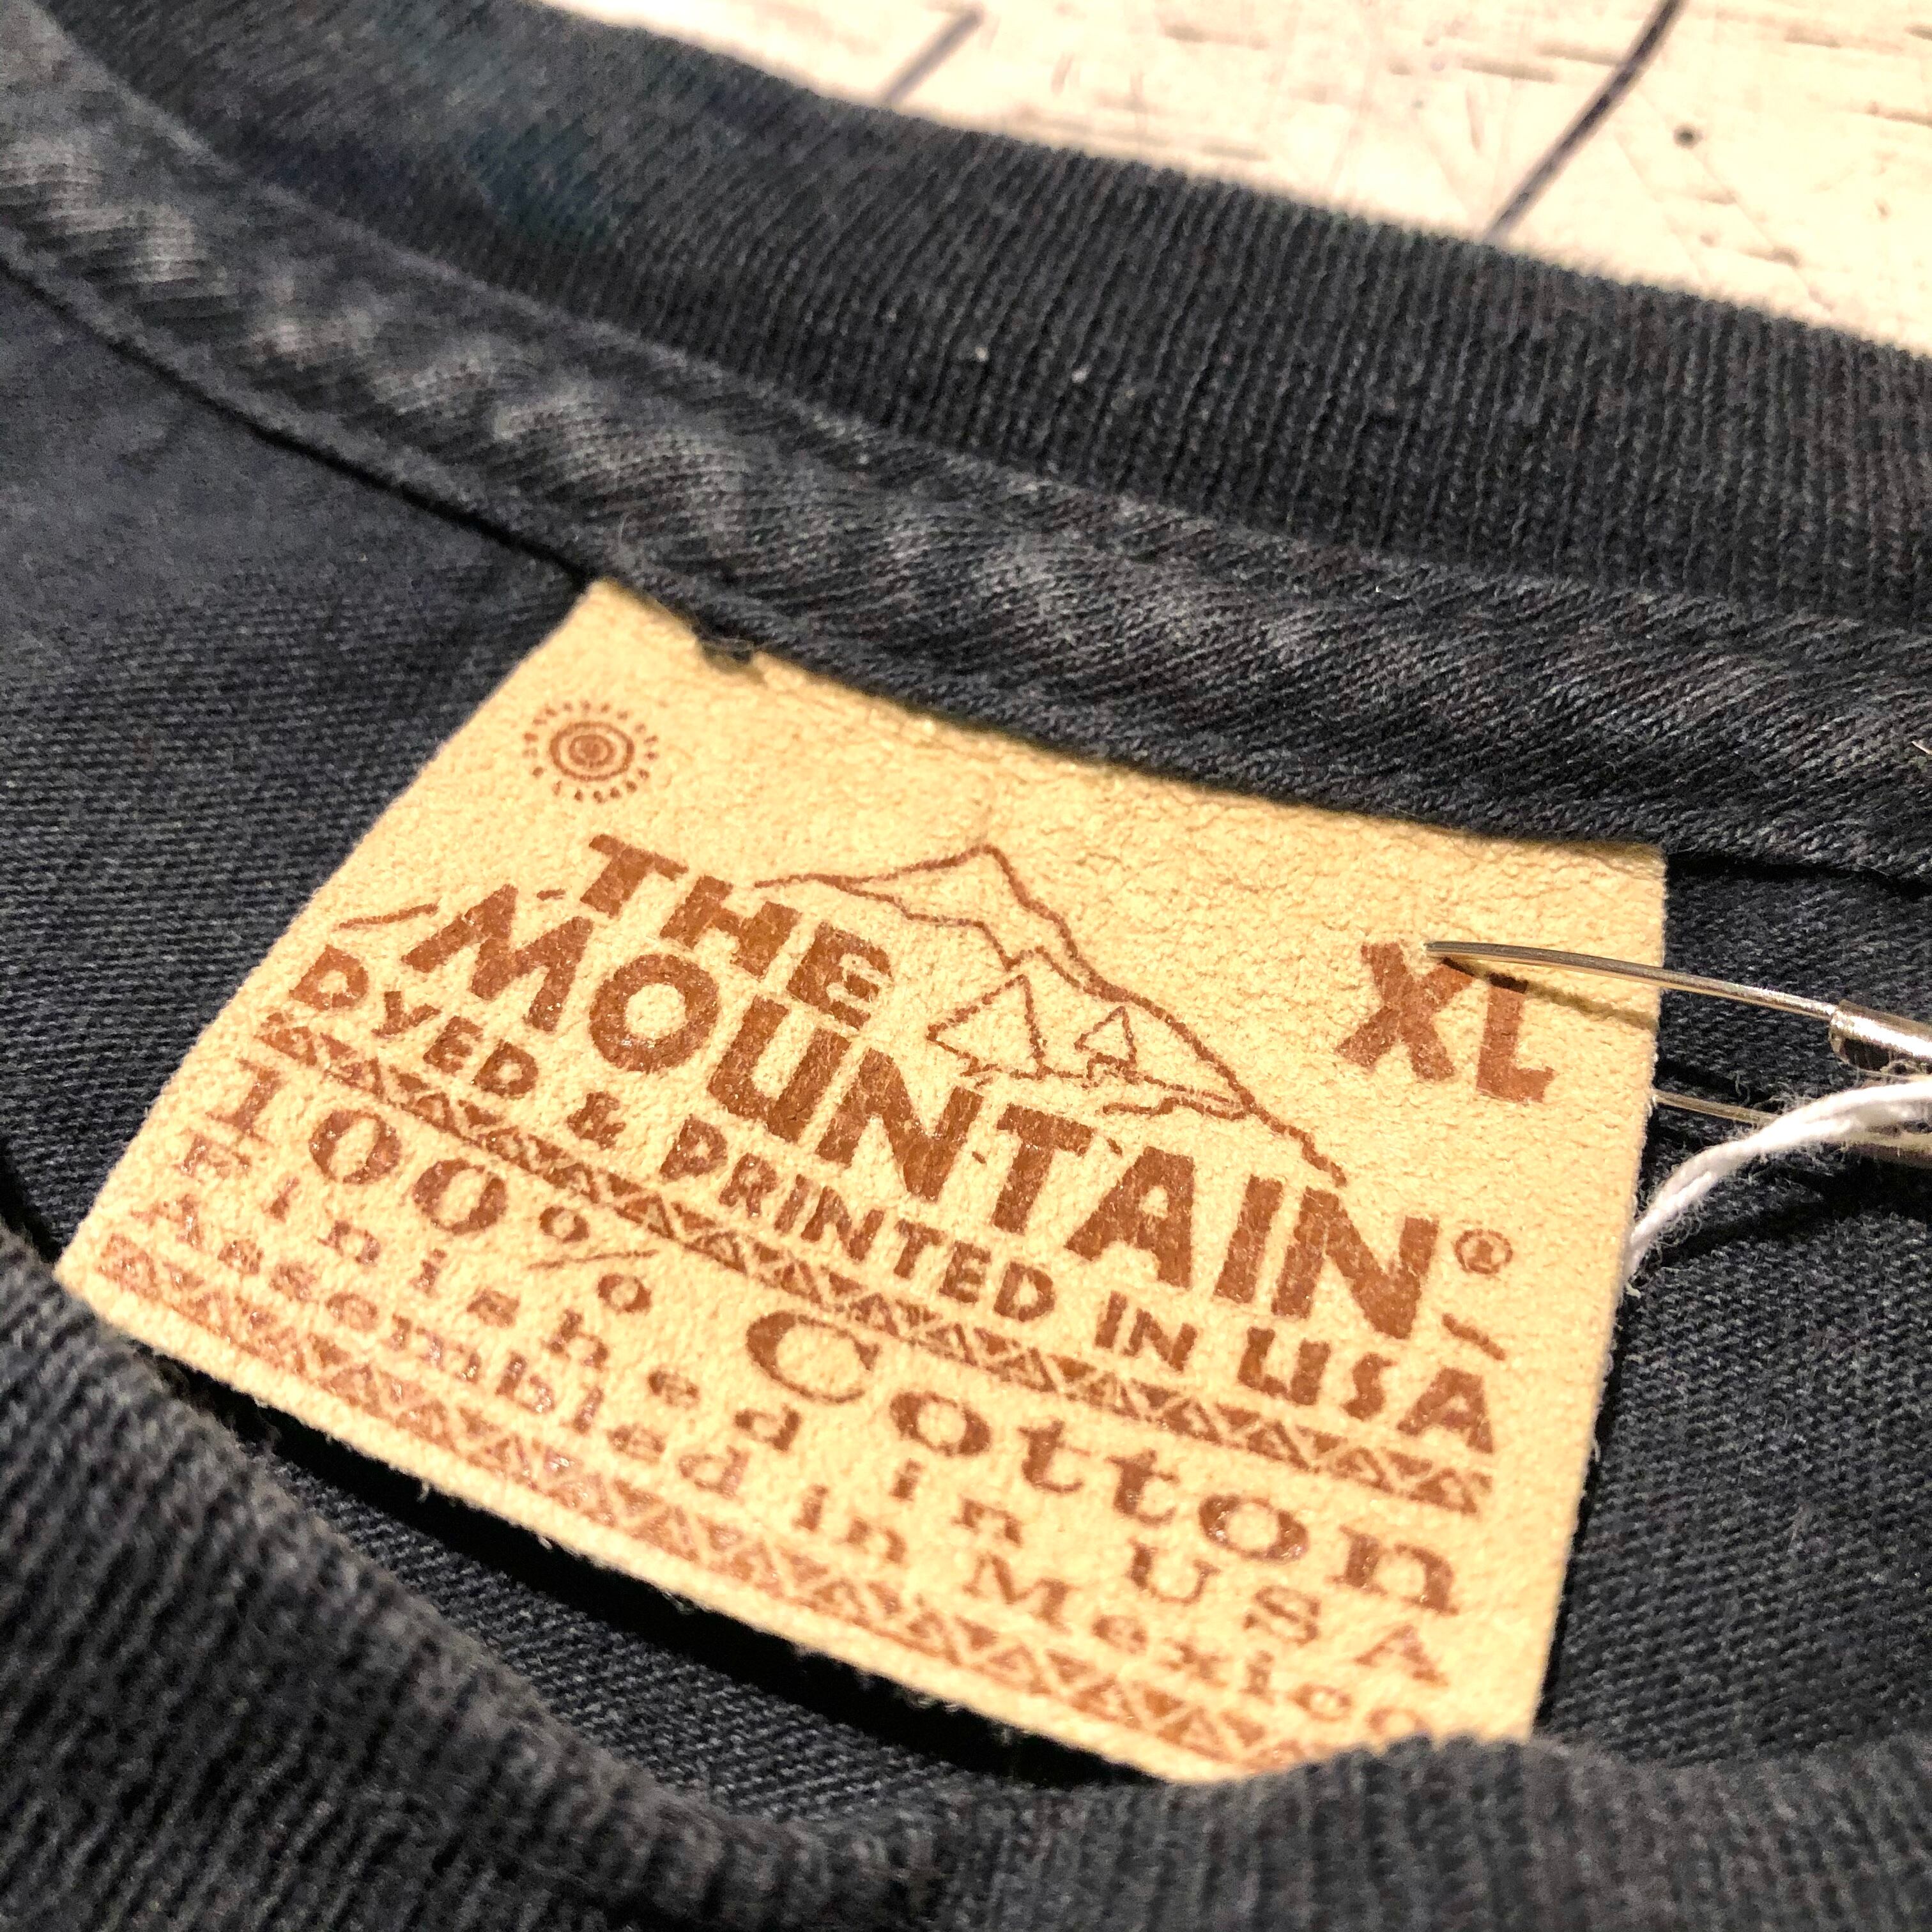 XL
THE
MOUNTAIN®
DYED & PRINTED IN USA
100% Cotton
Finished in USA
Assembled in Mexico